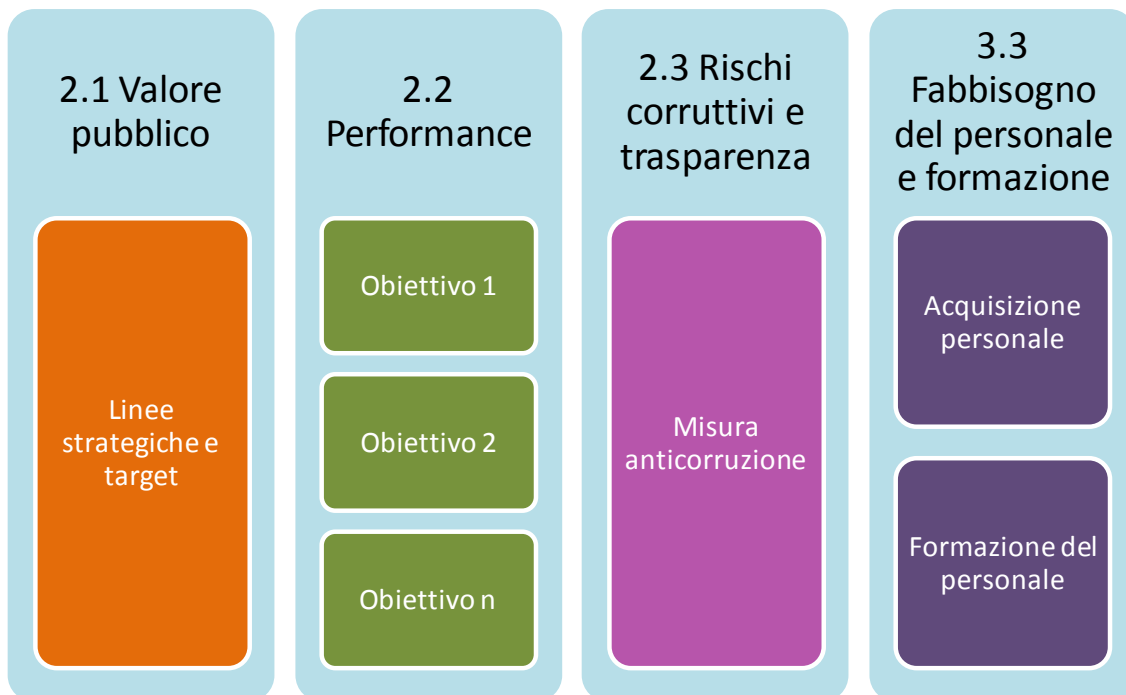 2.1 Valore
pubblico
Linee
strategiche e
target
2.2
Performance
Obiettivo 1
Obiettivo 2
Obiettivo n
2.3 Rischi
corruttivi e
trasparenza
Misura
anticorruzione
3.3
Fabbisogno
del personale
e formazione
Acquisizione
personale
Formazione del
personale